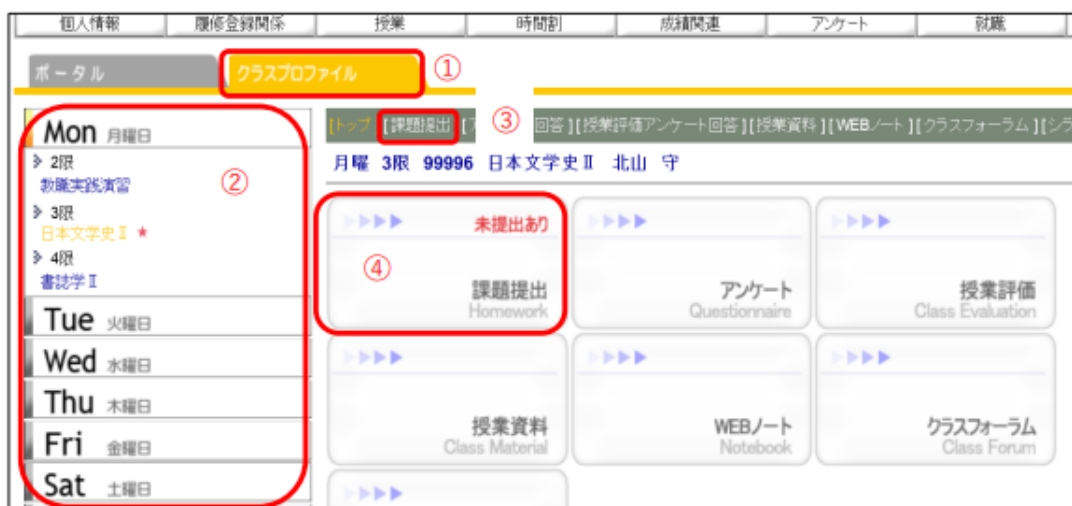 個人情報 履修登録関係 授業 時間割 成績関連 アンケート 就職
ポータル クラスプロファイル ①
Mon 月曜日
2限
教職実践演習
②
3限
日本文学史Ⅱ ★
4限
書誌学Ⅱ
Tue 火曜日
Wed 水曜日
Thu 木曜日
Fri 金曜日
Sat 土曜日
[トップ] [課題提出] [ ③ 回答] [授業評価アンケート回答] [授業資料] [WEBノート] [クラスフォーラム] [シラ
月曜 3限 99996 日本文学史Ⅱ 北山 守
未提出あり
④
課題提出
Homework
アンケート
Questionnaire
授業評価
Class Evaluation
授業資料
Class Material
WEBノート
Notebook
クラスフォーラム
Class Forum